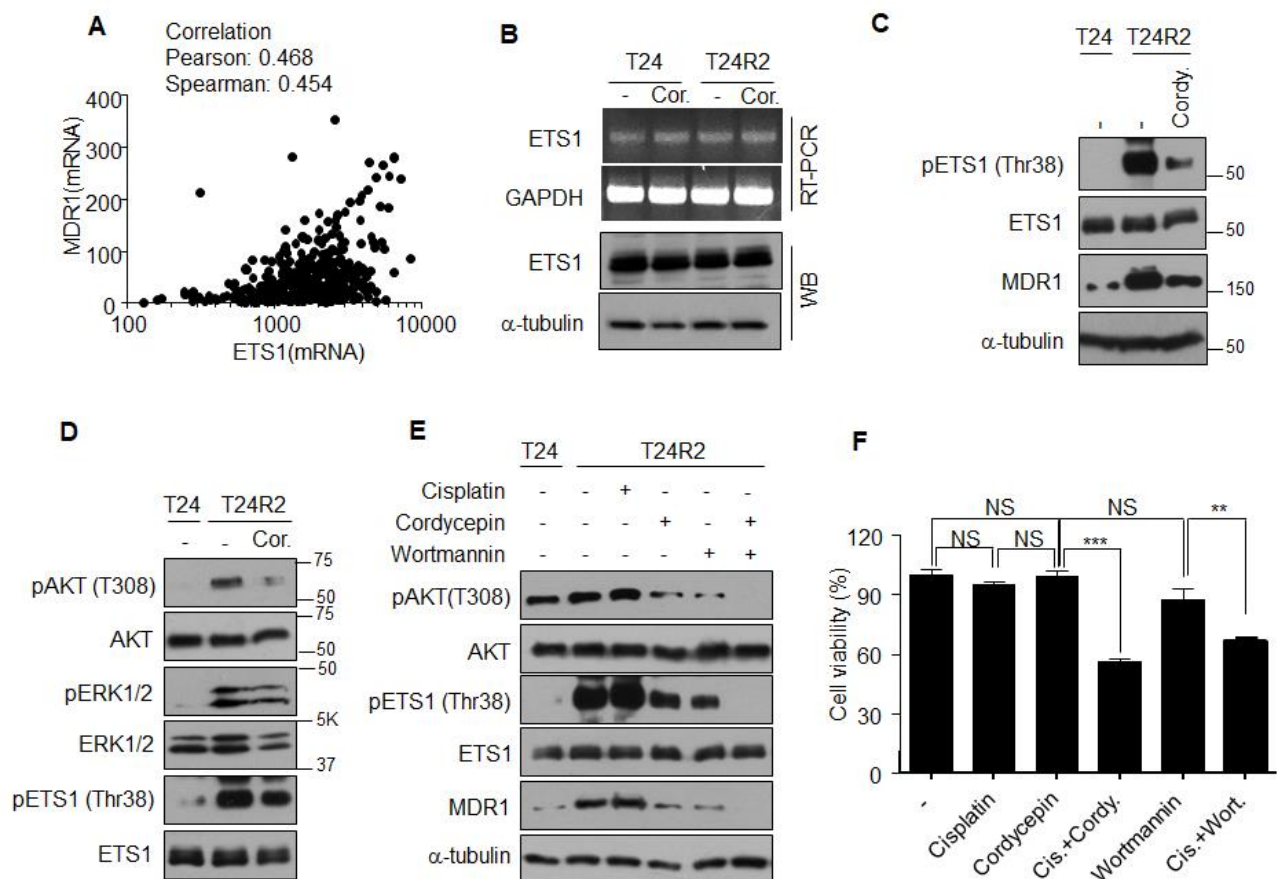 A
Correlation
Pearson: 0.468
Spearman: 0.454
400
300
200
100
0
MDR1(mRNA)
100 1000 10000
ETS1(mRNA)
B
T24 T24R2
- Cor. - Cor.
ETS1
GAPDH
RT-PCR
ETS1
α-tubulin
WB
C
T24 T24R2
- - Cordy.
pETS1 (Thr38)
50
ETS1
50
MDR1
150
α-tubulin
50
D
T24 T24R2
- - Cor.
75
pAKT (T308)
75
AKT
50
50
pERK1/2
5K
ERK1/2
37
pETS1 (Thr38)
ETS1
E
T24 T24R2
Cisplatin - - + - - -
Cordycepin - - - + - +
Wortmannin - - - - + +
pAKT(T308)
AKT
pETS1 (Thr38)
ETS1
MDR1
α-tubulin
F
NS NS **
NS NS ***
120
90
60
30
0
Cell viability (%)
-
Cisplatin
Cordycepin
Cis.+Cordy.
Wortmannin
Cis.+Wort.